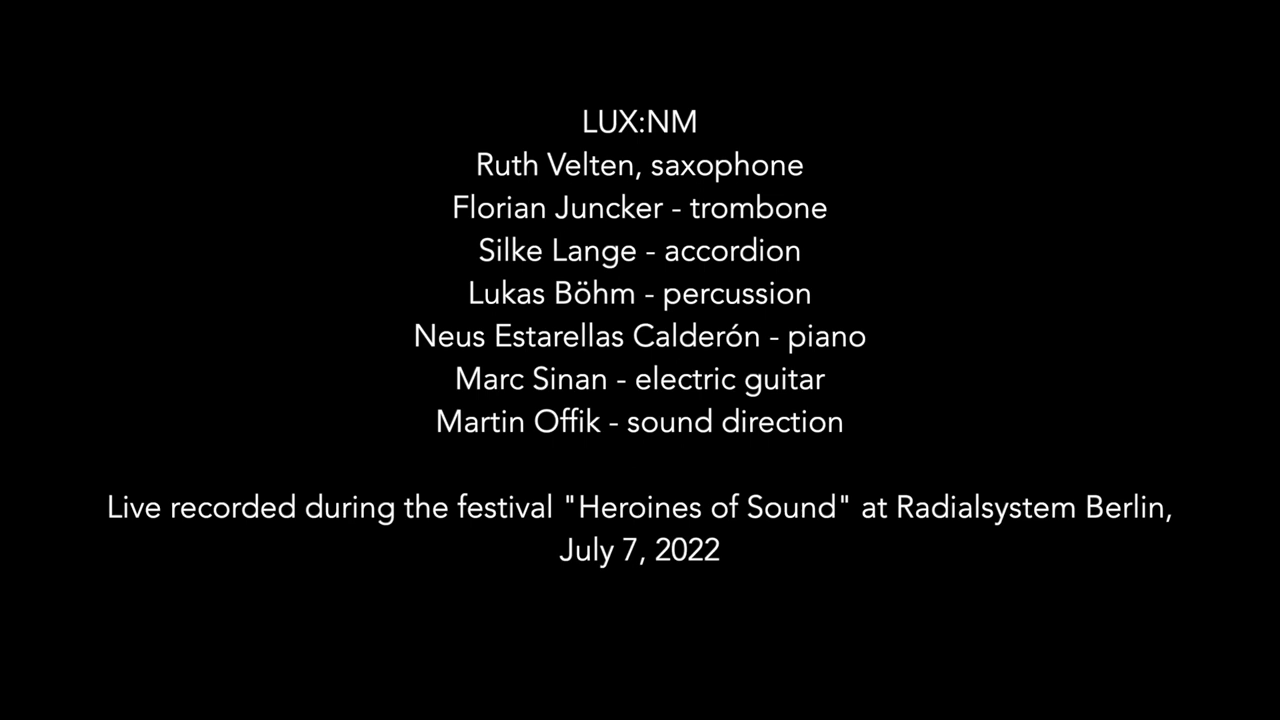 LUX:NM
Ruth Velten, saxophone
Florian Juncker - trombone
Silke Lange - accordion
Lukas Böhm - percussion
Neus Estarellas Calderón - piano
Marc Sinan - electric guitar
Martin Offik - sound direction
Live recorded during the festival "Heroines of Sound" at Radialsystem Berlin,
July 7, 2022